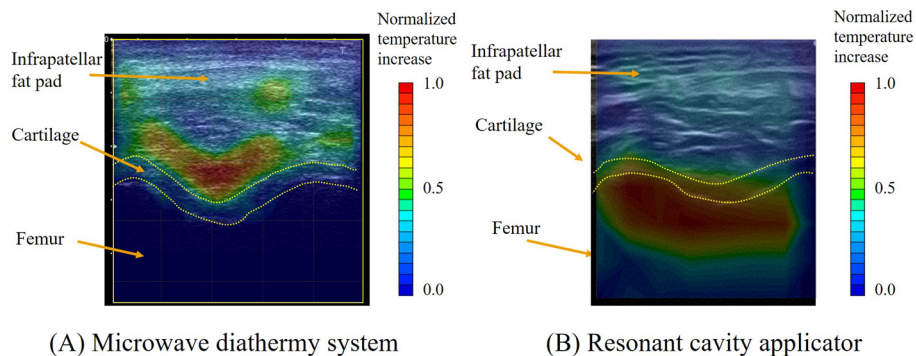 Normalized
temperature
increase
Infrapatellar
fat pad
1.0
Cartilage
0.5
Femur
0.0
(A) Microwave diathermy system
Normalized
temperature
increase
Infrapatellar
fat pad
1.0
Cartilage
0.5
Femur
0.0
(B) Resonant cavity applicator